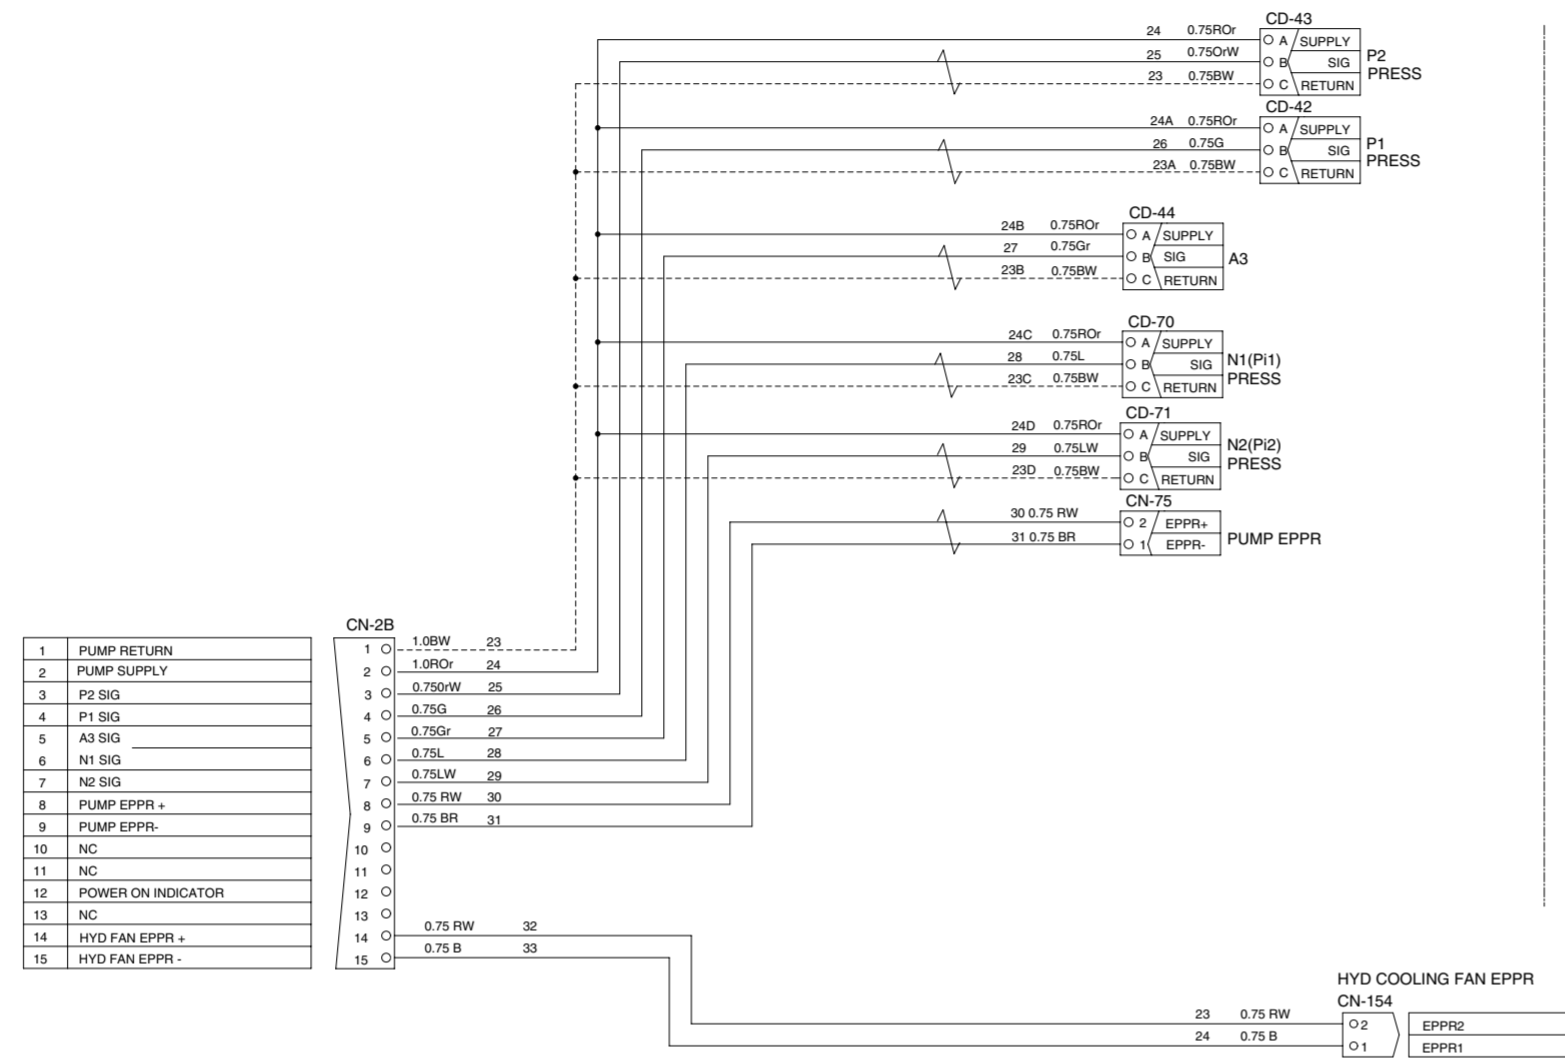 CD-43
24 0.75ROr A SUPPLY
25 0.75OrW B SIG
23 0.75BW C RETURN
P2
PRESS
CD-42
24A 0.75ROr A SUPPLY
26 0.75G B SIG
23A 0.75BW C RETURN
P1
PRESS
CD-44
24B 0.75ROr A SUPPLY
27 0.75Gr B SIG
23B 0.75BW C RETURN
A3
CD-70
24C 0.75ROr A SUPPLY
28 0.75L B SIG
23C 0.75BW C RETURN
N1(Pi1)
PRESS
CD-71
24D 0.75ROr A SUPPLY
29 0.75LW B SIG
23D 0.75BW C RETURN
N2(Pi2)
PRESS
CN-75
30 0.75 RW 2 EPPR+
31 0.75 BR 1 EPPR-
PUMP EPPR
1 PUMP RETURN
2 PUMP SUPPLY
3 P2 SIG
4 P1 SIG
5 A3 SIG
6 N1 SIG
7 N2 SIG
8 PUMP EPPR +
9 PUMP EPPR-
10 NC
11 NC
12 POWER ON INDICATOR
13 NC
14 HYD FAN EPPR +
15 HYD FAN EPPR -
CN-2B
1 1.0BW 23
2 1.0ROr 24
3 0.750rW 25
4 0.75G 26
5 0.75Gr 27
6 0.75L 28
7 0.75LW 29
8 0.75 RW 30
9 0.75 BR 31
10
11
12
13
14 0.75 RW 32
15 0.75 B 33
HYD COOLING FAN EPPR
CN-154
23 0.75 RW 2 EPPR2
24 0.75 B 1 EPPR1